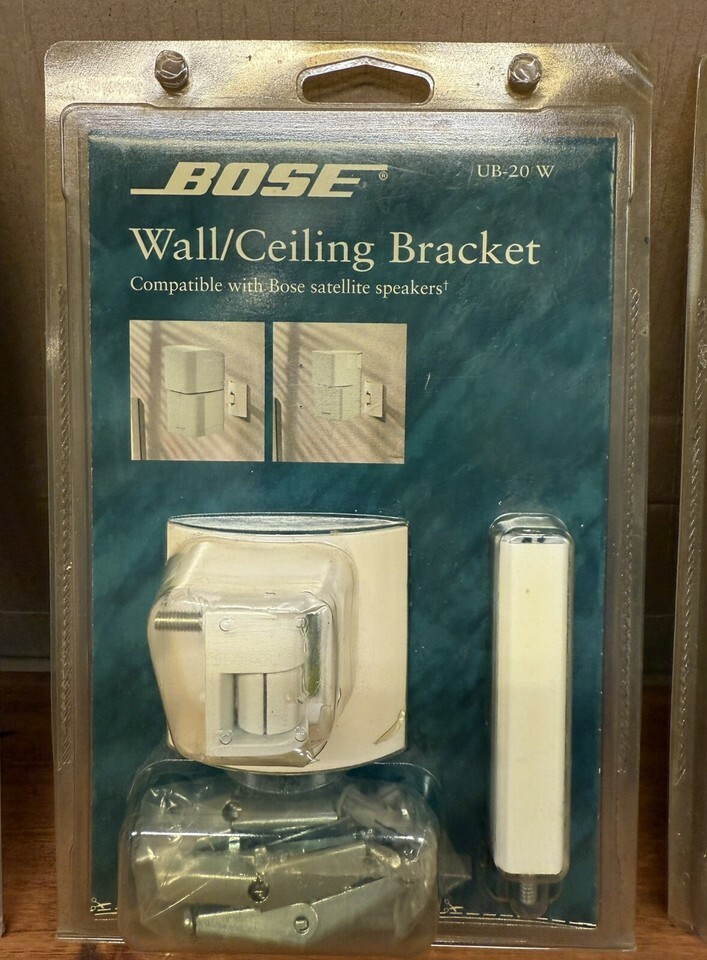 BOSE®
UB-20 W
Wall/Ceiling Bracket
Compatible with Bose satellite speakers†